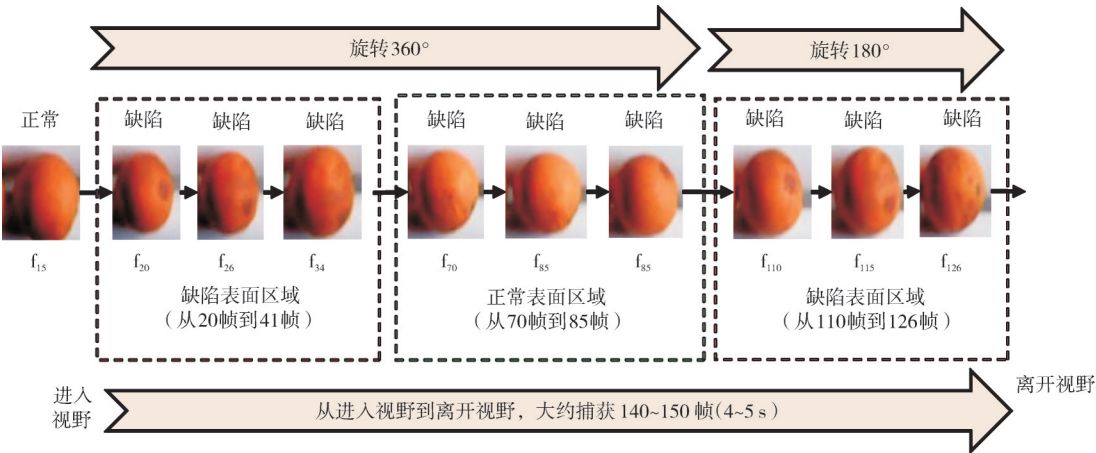 旋转360°
旋转180°
正常
缺陷
缺陷
缺陷
缺陷
缺陷
缺陷
缺陷
缺陷
缺陷
f15
f20
f26
f34
f70
f85
f85
f110
f115
f126
缺陷表面区域
（从20帧到41帧）
正常表面区域
（从70帧到85帧）
缺陷表面区域
（从110帧到126帧）
进入
视野
从进入视野到离开视野，大约捕获 140~150 帧(4~5 s）
离开视野